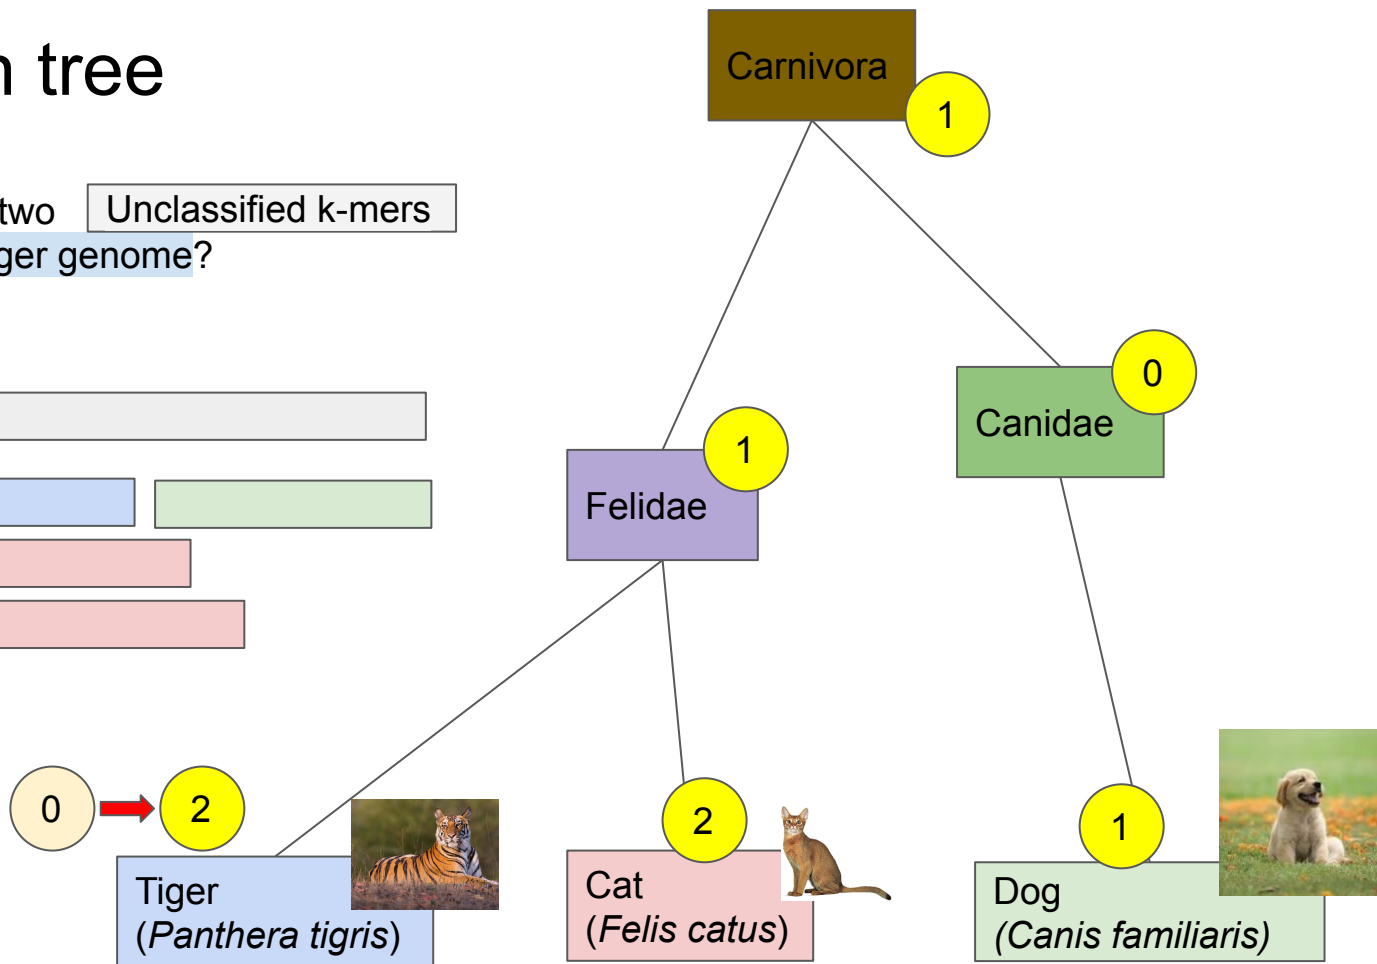 n tree
Carnivora
1
two Unclassified k-mers
ger genome?
0
Canidae
1
Felidae
0
2
2
1
Tiger
(Panthera tigris)
Cat
(Felis catus)
Dog
(Canis familiaris)